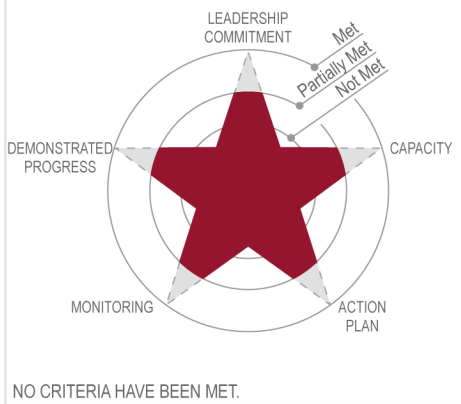 LEADERSHIP
COMMITMENT
Met
Partially Met
Not Met
DEMONSTRATED
PROGRESS
CAPACITY
MONITORING
ACTION
PLAN
NO CRITERIA HAVE BEEN MET.